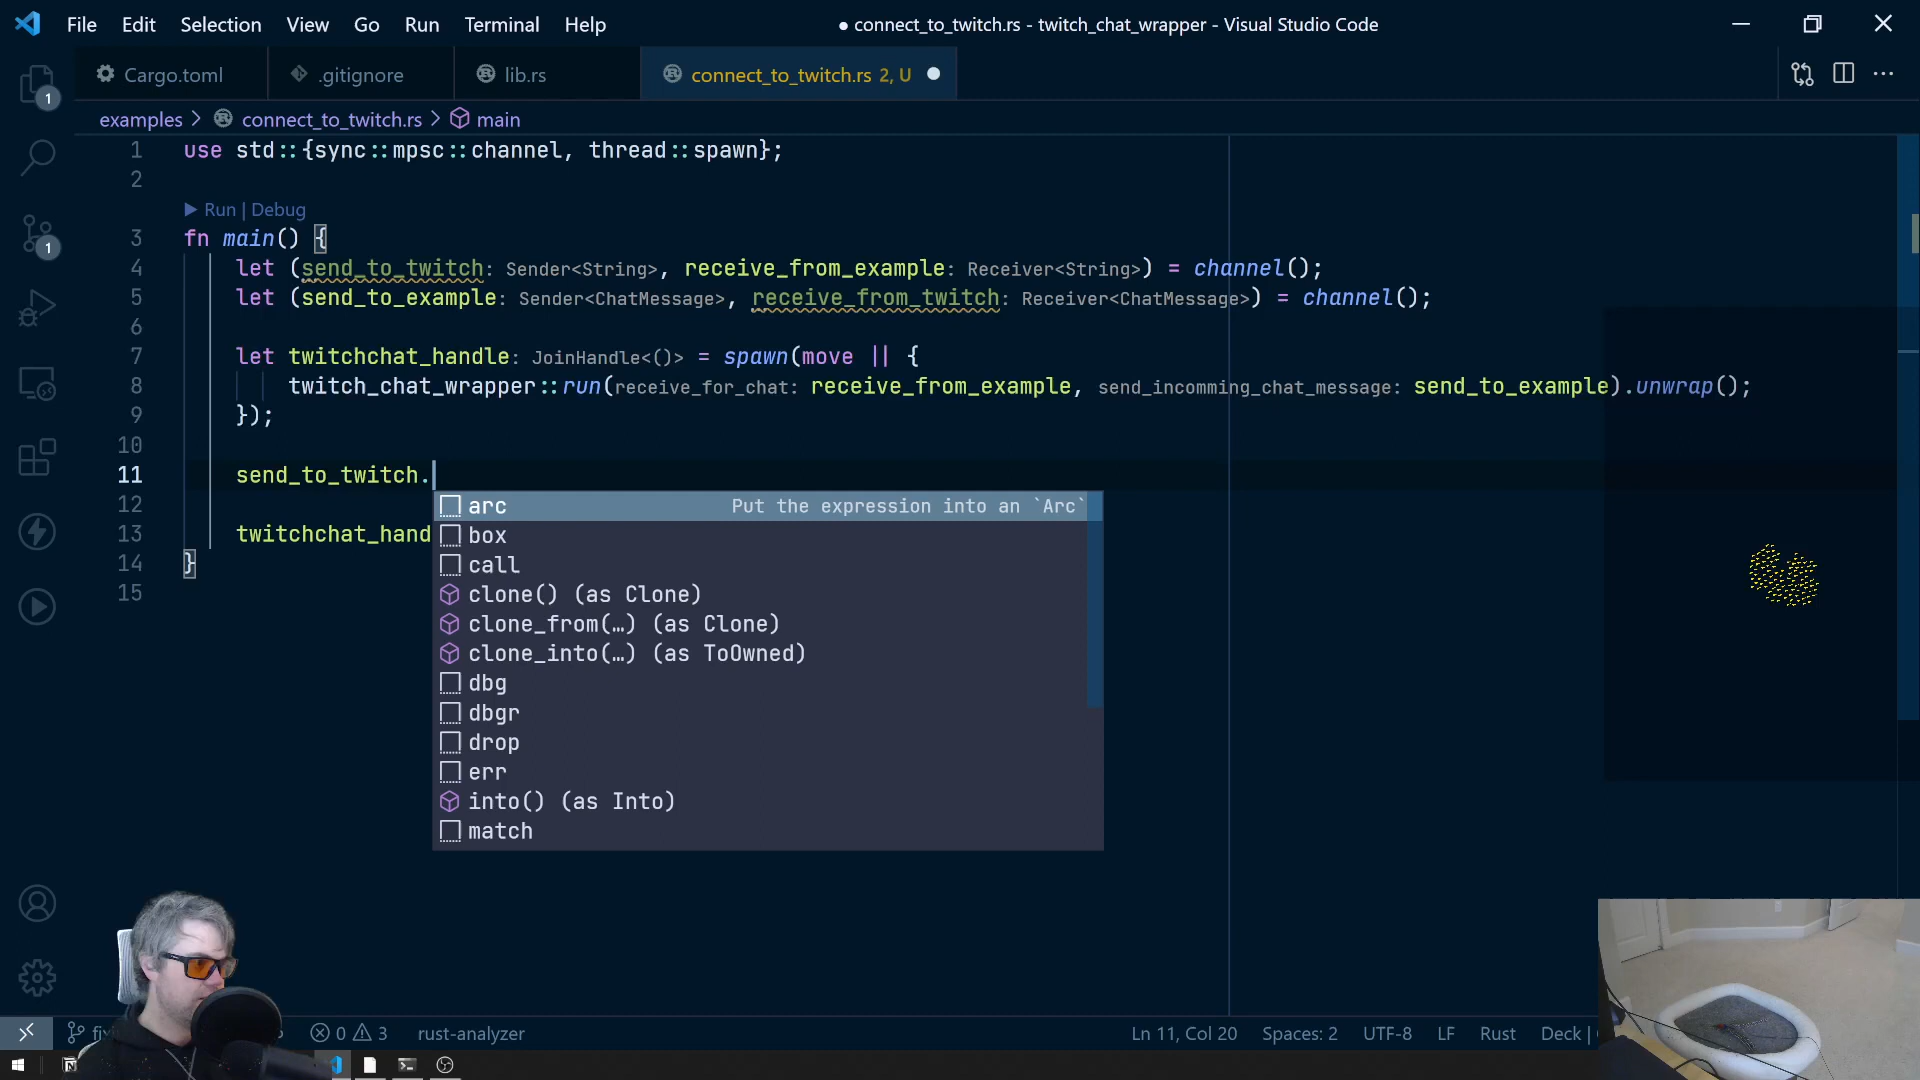 File Edit Selection View Go Run Terminal Help
● connect_to_twitch.rs - twitch_chat_wrapper - Visual Studio Code
Cargo.toml
.gitignore
lib.rs
connect_to_twitch.rs 2, U
examples > connect_to_twitch.rs > main
1 use std::{sync::mpsc::channel, thread::spawn};
2
Run | Debug
3 fn main() {
4 let (send_to_twitch: Sender<String>, receive_from_example: Receiver<String>) = channel();
5 let (send_to_example: Sender<ChatMessage>, receive_from_twitch: Receiver<ChatMessage>) = channel();
6
7 let twitchchat_handle: JoinHandle<()> = spawn(move || {
8 twitch_chat_wrapper::run(receive_for_chat: receive_from_example, send_incomming_chat_message: send_to_example).unwrap();
9 });
10
11 send_to_twitch.
12
13 twitchchat_hand
14 }
15
arc Put the expression into an `Arc`
box
call
clone() (as Clone)
clone_from(…) (as Clone)
clone_into(…) (as ToOwned)
dbg
dbgr
drop
err
into() (as Into)
match
1
1
0 3
rust-analyzer
Ln 11, Col 20
Spaces: 2
UTF-8
LF
Rust
Deck